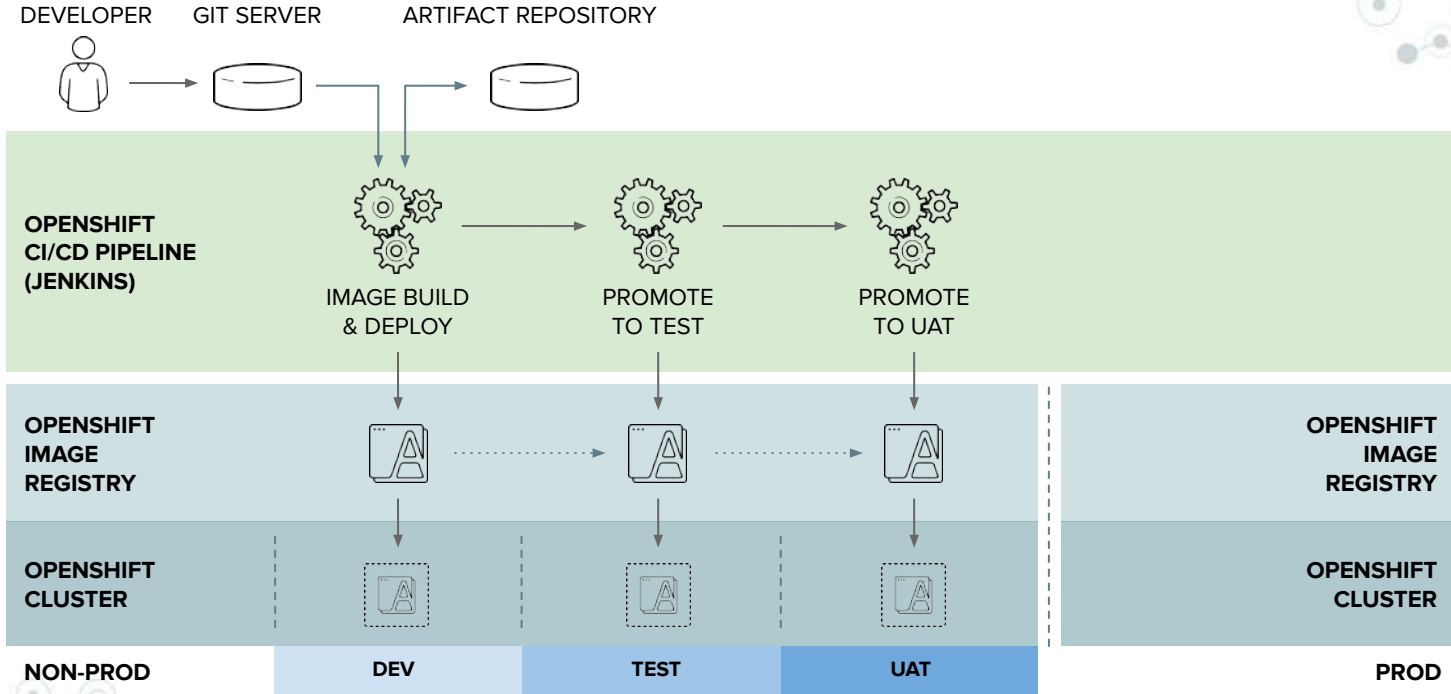 DEVELOPER
GIT SERVER
ARTIFACT REPOSITORY
OPENSHIFT
CI/CD PIPELINE
(JENKINS)
IMAGE BUILD
& DEPLOY
PROMOTE
TO TEST
PROMOTE
TO UAT
OPENSHIFT
IMAGE
REGISTRY
OPENSHIFT
IMAGE
REGISTRY
OPENSHIFT
CLUSTER
OPENSHIFT
CLUSTER
NON-PROD
DEV
TEST
UAT
PROD